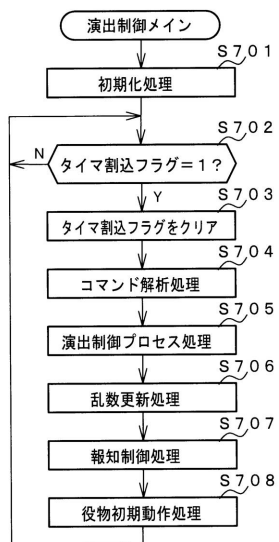 演出制御メイン
S701
初期化処理
S702
N
タイマ割込フラグ=1?
Y
S703
タイマ割込フラグをクリア
S704
コマンド解析処理
S705
演出制御プロセス処理
S706
乱数更新処理
S707
報知制御処理
S708
役物初期動作処理